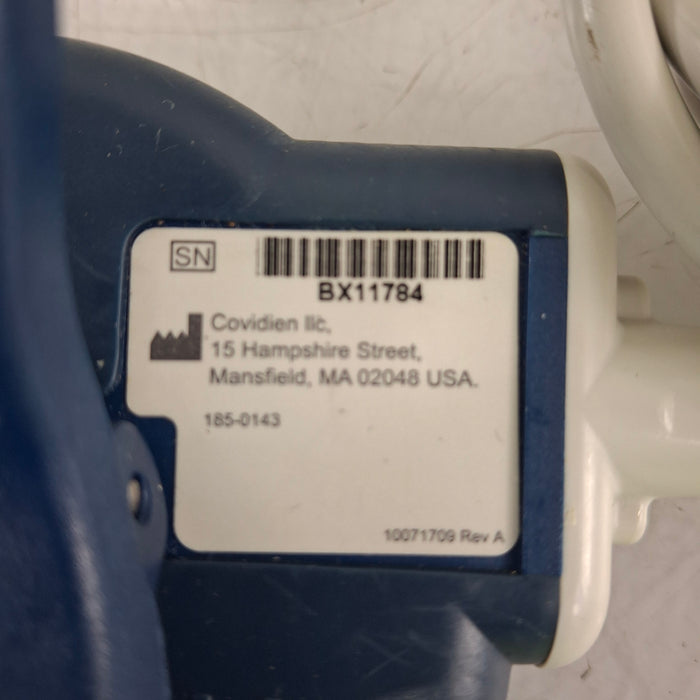 SN
BX11784
Covidien llc,
15 Hampshire Street,
Mansfield, MA 02048 USA.
185-0143
10071709 Rev A